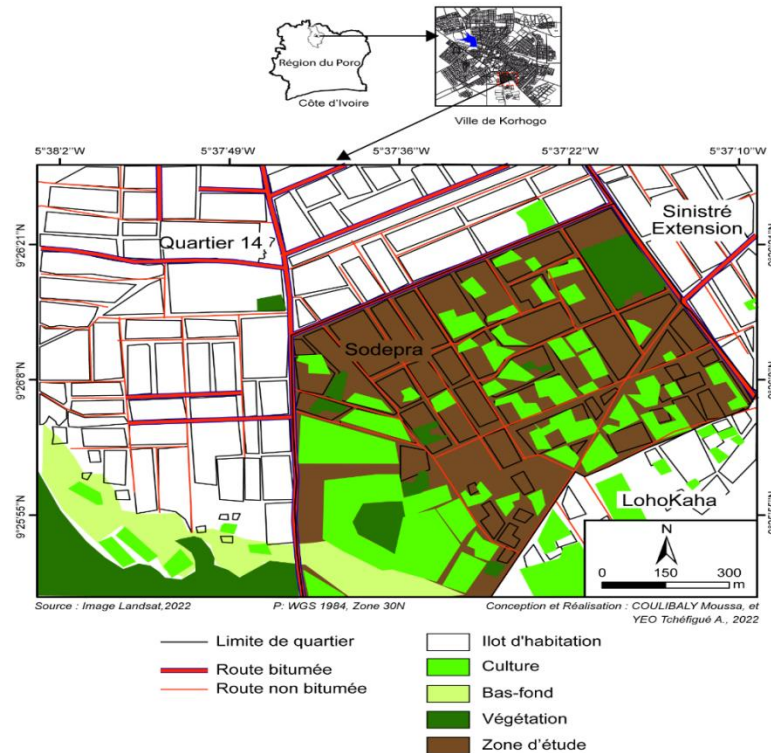 Région du Poro
Côte d'Ivoire
Ville de Korhogo
5°38'2"W 5°37'49"W 5°37'36"W 5°37'22"W 5°37'10"W
9°26'21"N
9°26'8"N
9°25'55"N
Quartier 14
Sinistré
Extension
Sodepra
LohoKaha
N
0 150 300
m
Source : Image Landsat,2022 P: WGS 1984, Zone 30N Conception et Réalisation : COULIBALY Moussa, et
YEO Tchéfigué A., 2022
Limite de quartier
Route bitumée
Route non bitumée
Ilot d'habitation
Culture
Bas-fond
Végétation
Zone d'étude